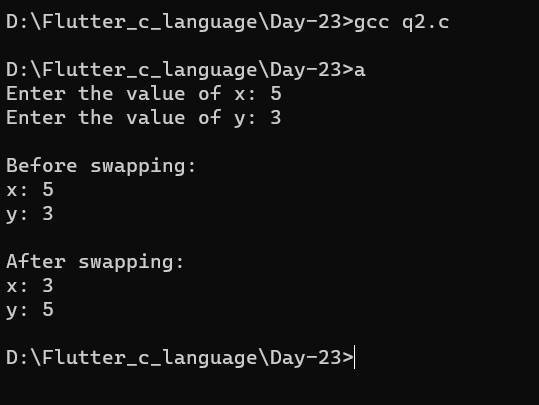 D:\Flutter_c_language\Day-23>gcc q2.c
D:\Flutter_c_language\Day-23>a
Enter the value of x: 5
Enter the value of y: 3
Before swapping:
x: 5
y: 3
After swapping:
x: 3
y: 5
D:\Flutter_c_language\Day-23>